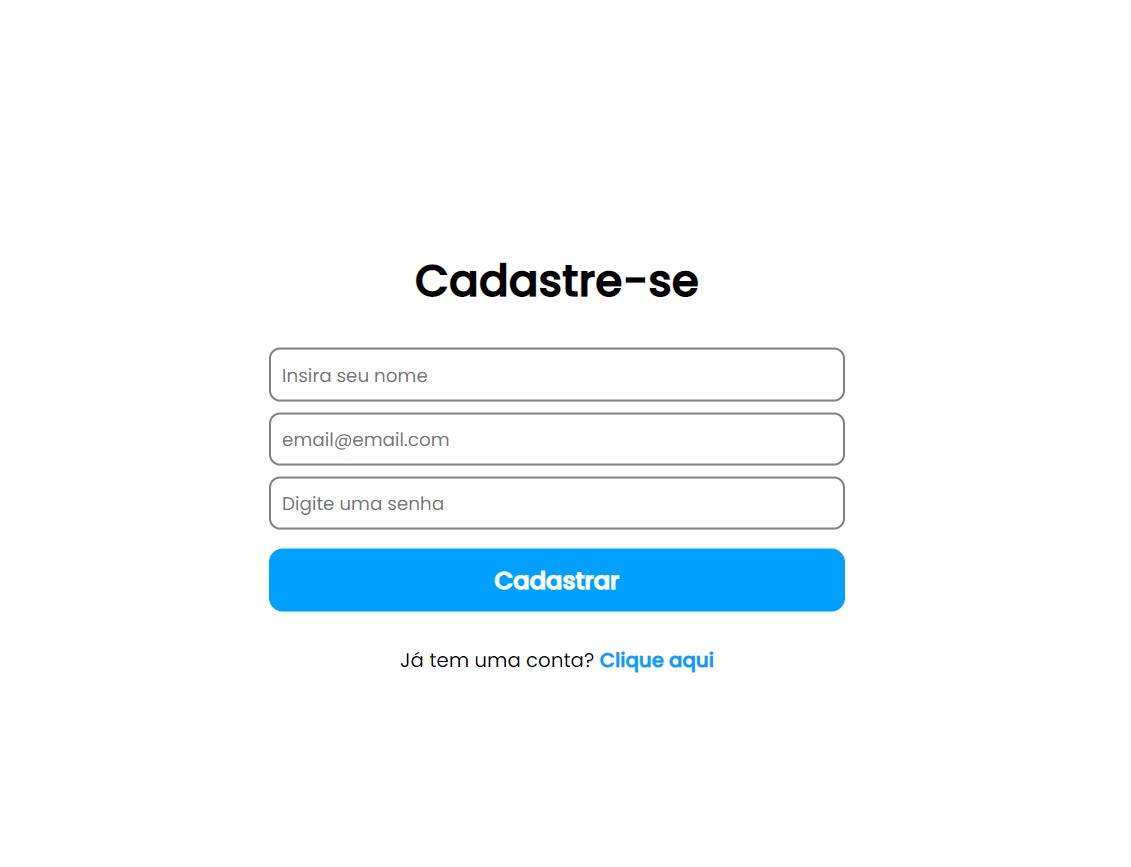 Cadastre-se
Insira seu nome
email@email.com
Digite uma senha
Cadastrar
Já tem uma conta? Clique aqui